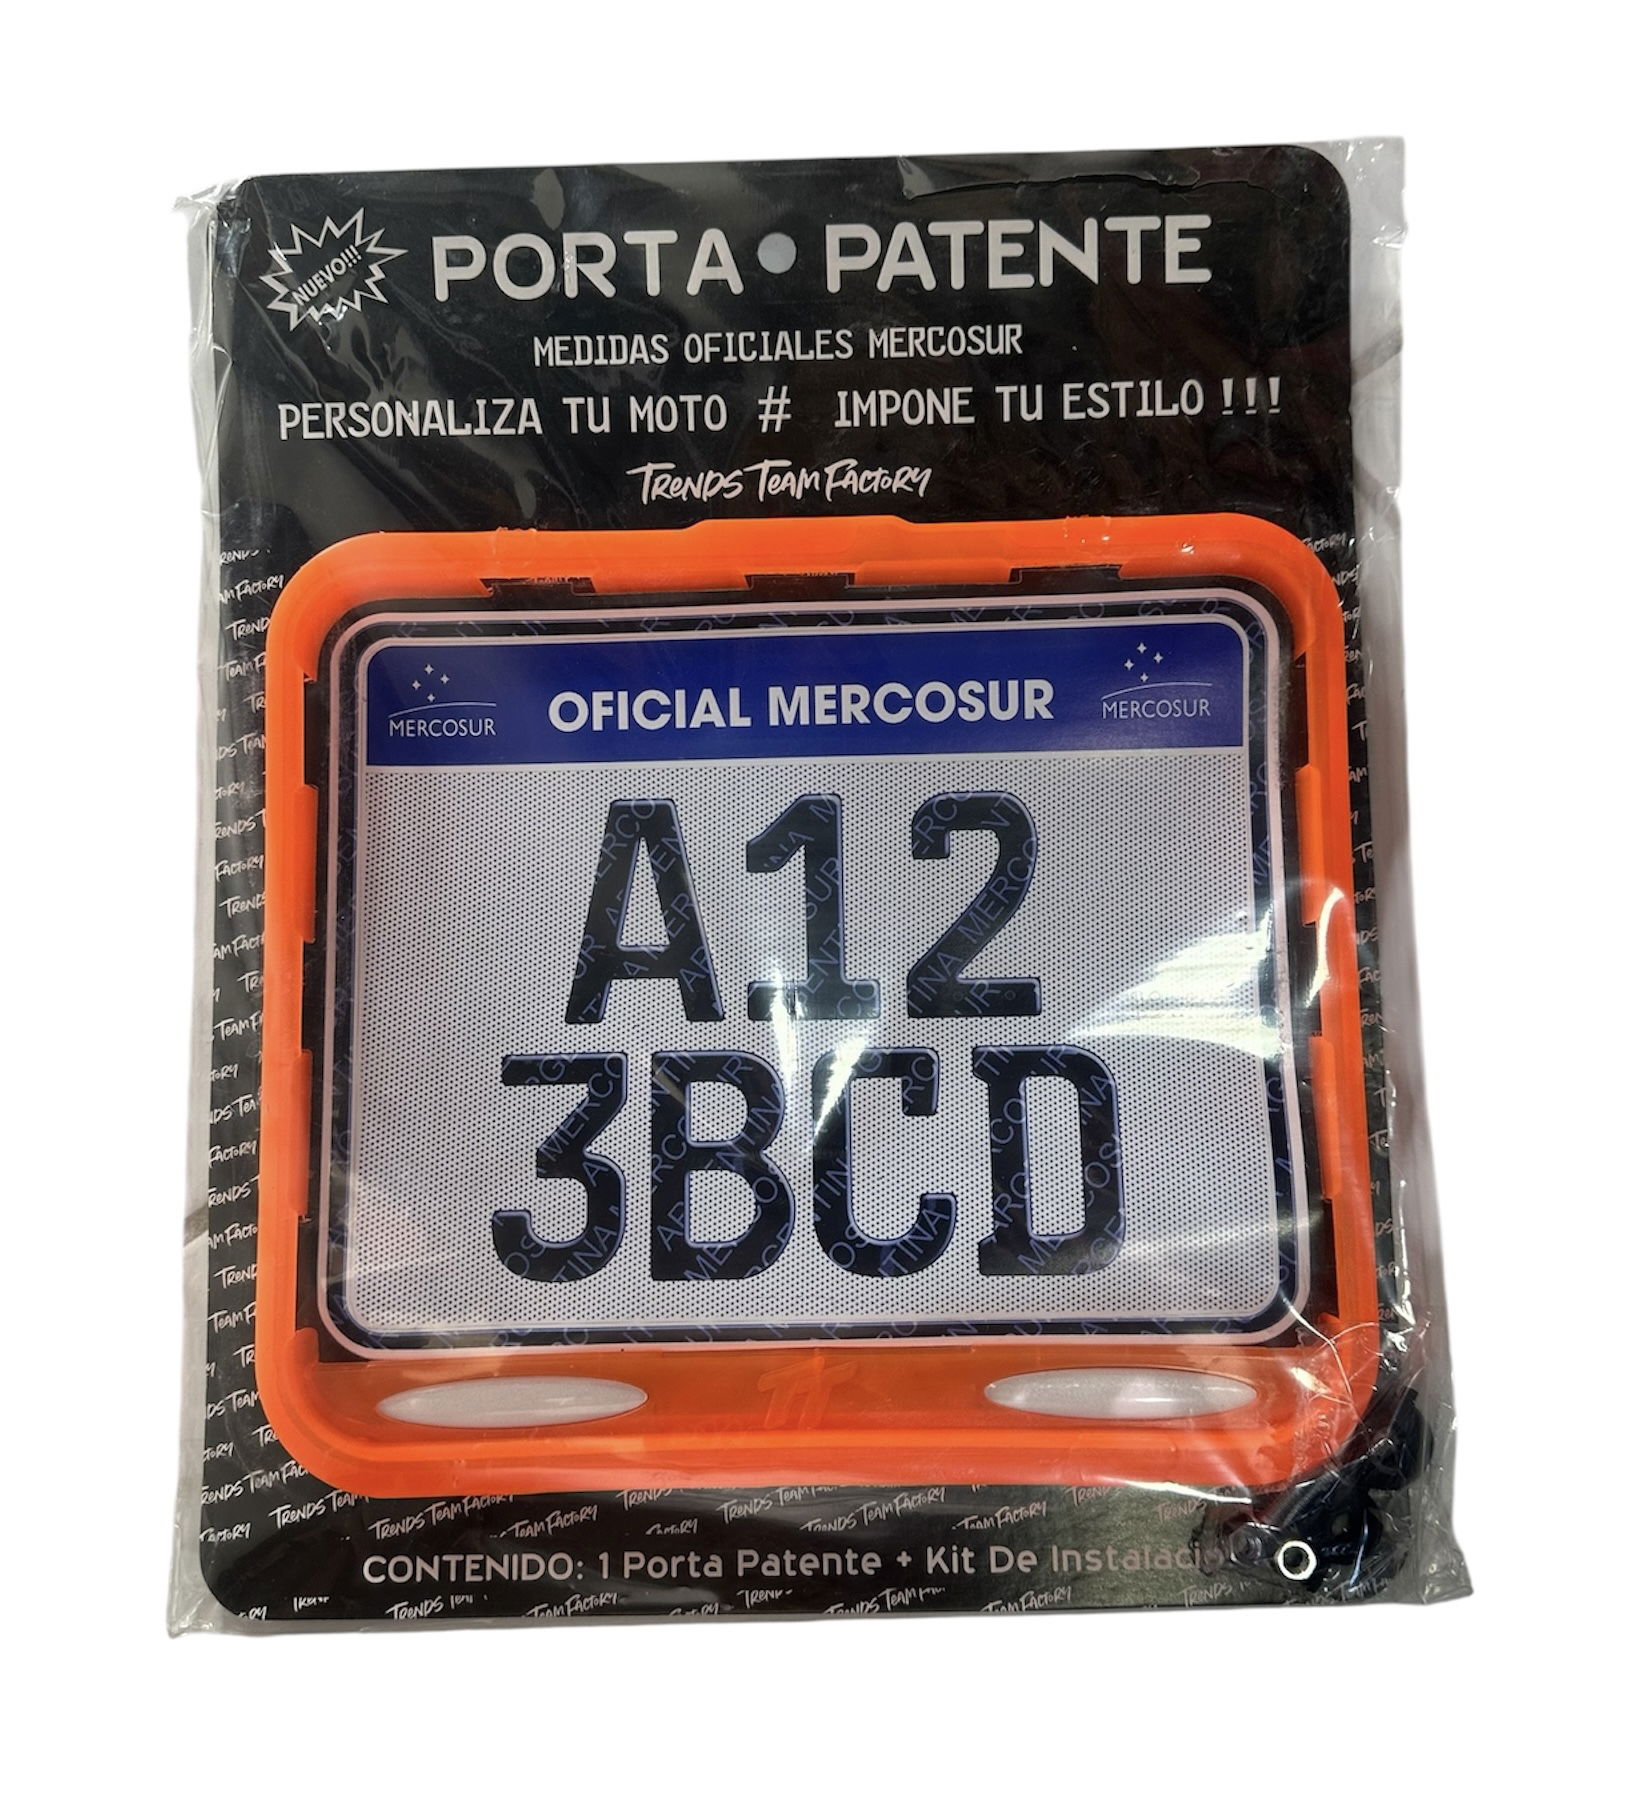 NUEVO!!!
PORTA PATENTE
MEDIDAS OFICIALES MERCOSUR
PERSONALIZA TU MOTO # IMPONE TU ESTILO !!!
TRENDS TEAM FACTORY
MERCOSUR OFICIAL MERCOSUR MERCOSUR
A12
3BCD
TT
CONTENIDO: 1 Porta Patente + Kit De